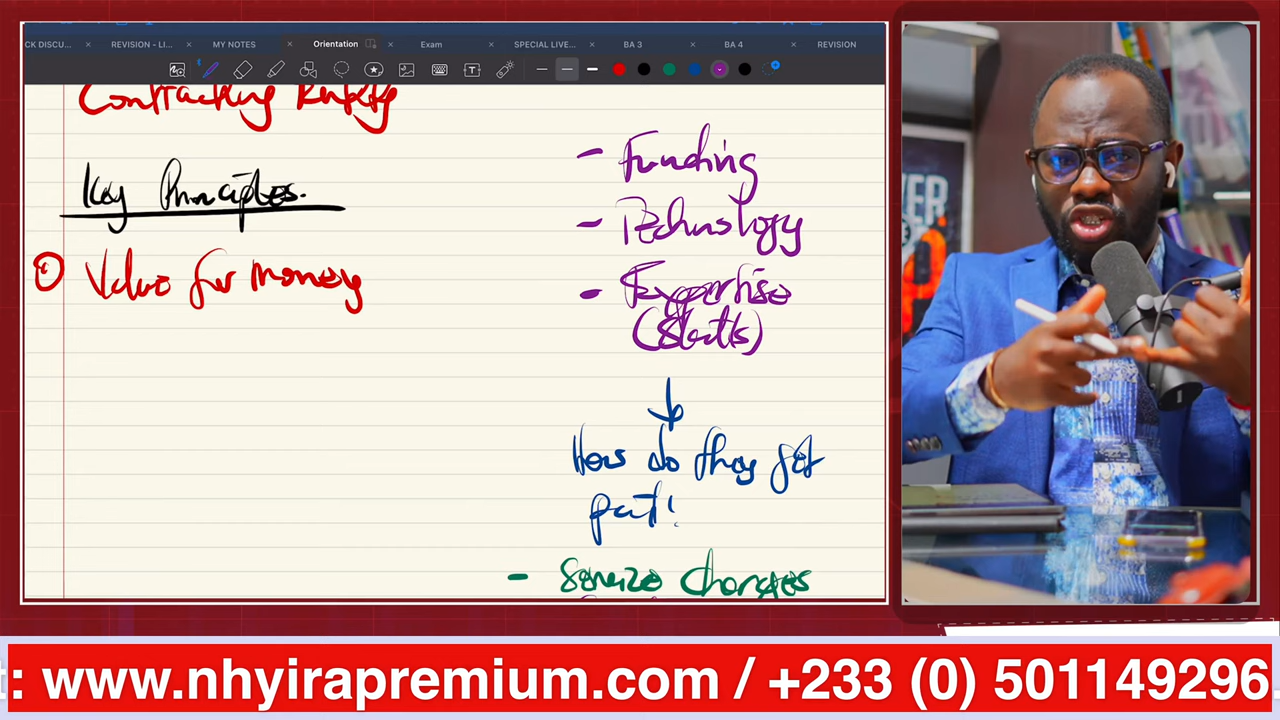 CK DISCU...
REVISION - LI...
MY NOTES
Orientation
Exam
SPECIAL LIVE...
BA 3
BA 4
REVISION
Contracting
Key Principles.
① Value for money
- Funding
- Technology
- Expertise
(Skills)
How do they get
paid?
- Service Charges
: www.nhyirapremium.com / +233 (0) 501149296